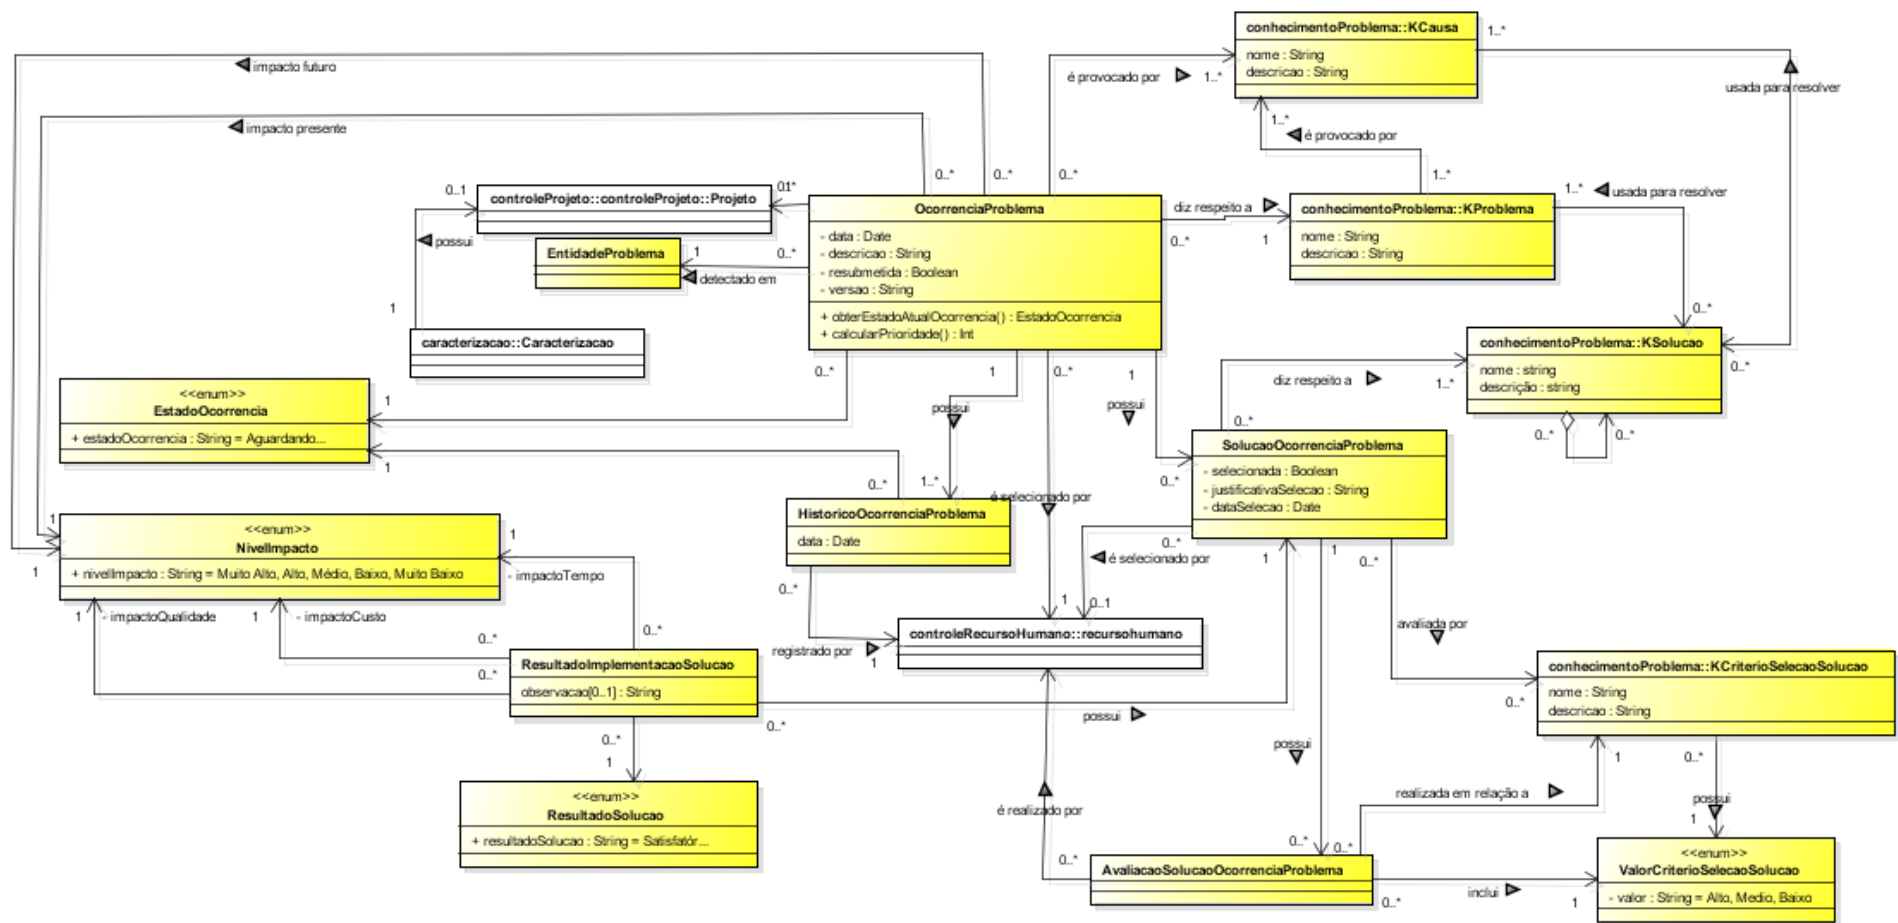 conhecimentoProblema::KCausa
nome : String
descricao : String
1..*
1..*
é provocado por
usada para resolver
impacto futuro
impacto presente
1..*
é provocado por
0..*
0..*
0..*
1..*
1..*
usada para resolver
0..1
controleProjeto::controleProjeto::Projeto
01*
possui
EntidadeProblema
1
0..*
detectado em
OcorrenciaProblema
- data : Date
- descricao : String
- resubmetida : Boolean
- versao : String
+ obterEstadoAtualOcorrencia() : EstadoOcorrencia
+ calcularPrioridade() : Int
diz respeito a
0..*
1
conhecimentoProblema::KProblema
nome : String
descricao : String
1
caracterizacao::Caracterizacao
0..*
conhecimentoProblema::KSolucao
nome : string
descrição : string
0..*
0..*
0..*
<<enum>>
EstadoOcorrencia
+ estadoOcorrencia : String = Aguardando...
1
1
0..*
1
0..*
1
possui
possui
diz respeito a
1..*
0..*
SolucaoOcorrenciaProblema
- selecionada : Boolean
- justificativaSelecao : String
- dataSelecao : Date
0..*
0..*
1..*
é selecionado por
HistoricoOcorrenciaProblema
data : Date
0..*
é selecionado por
1
1
0..*
<<enum>>
NivelImpacto
+ nivelImpacto : String = Muito Alto, Alto, Médio, Baixo, Muito Baixo
1
1
1
- impactoTempo
1
- impactoQualidade
1
- impactoCusto
0..*
1
0..1
registrado por
1
controleRecursoHumano::recursohumano
avaliada por
0..*
0..*
0..*
ResultadoImplementacaoSolucao
observacao[0..1] : String
0..*
possui
0..*
1
conhecimentoProblema::KCriterioSelecaoSolucao
nome : String
descricao : String
0..*
1
0..*
possui
<<enum>>
ResultadoSolucao
+ resultadoSolucao : String = Satisfatór...
é realizado por
realizada em relação a
possui
1
0..*
0..*
0..*
AvaliacaoSolucaoOcorrenciaProblema
0..*
inclui
1
<<enum>>
ValorCriterioSelecaoSolucao
- valor : String = Alto, Medio, Baixo